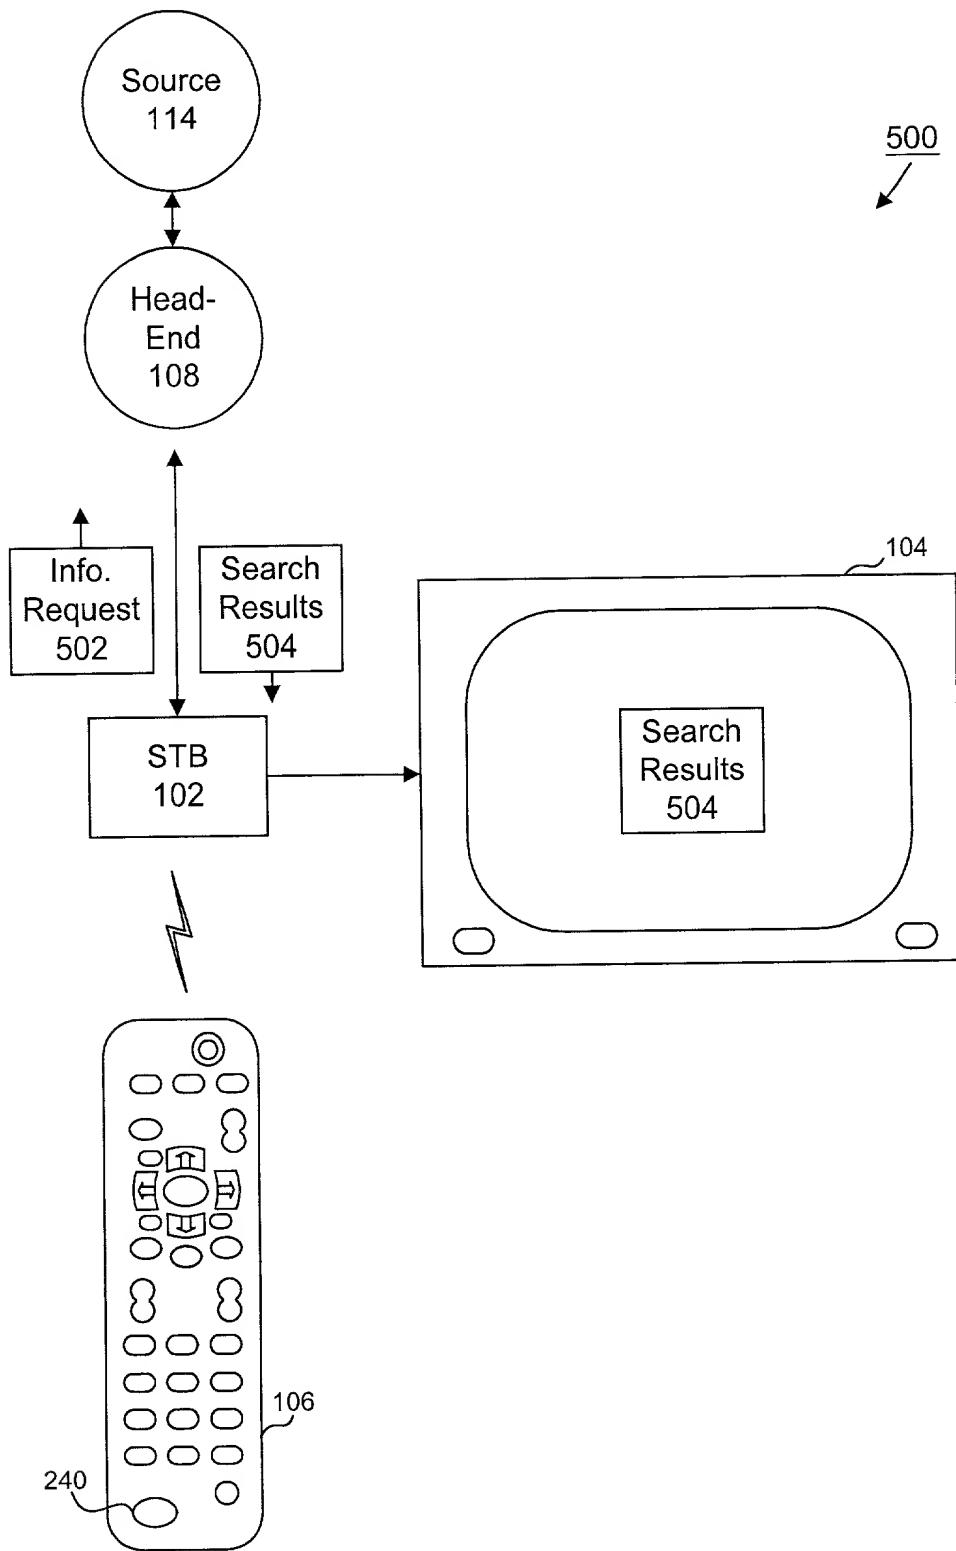 Source
114
500
Head-
End
108
Info.
Request
502
Search
Results
504
104
STB
102
Search
Results
504
106
240